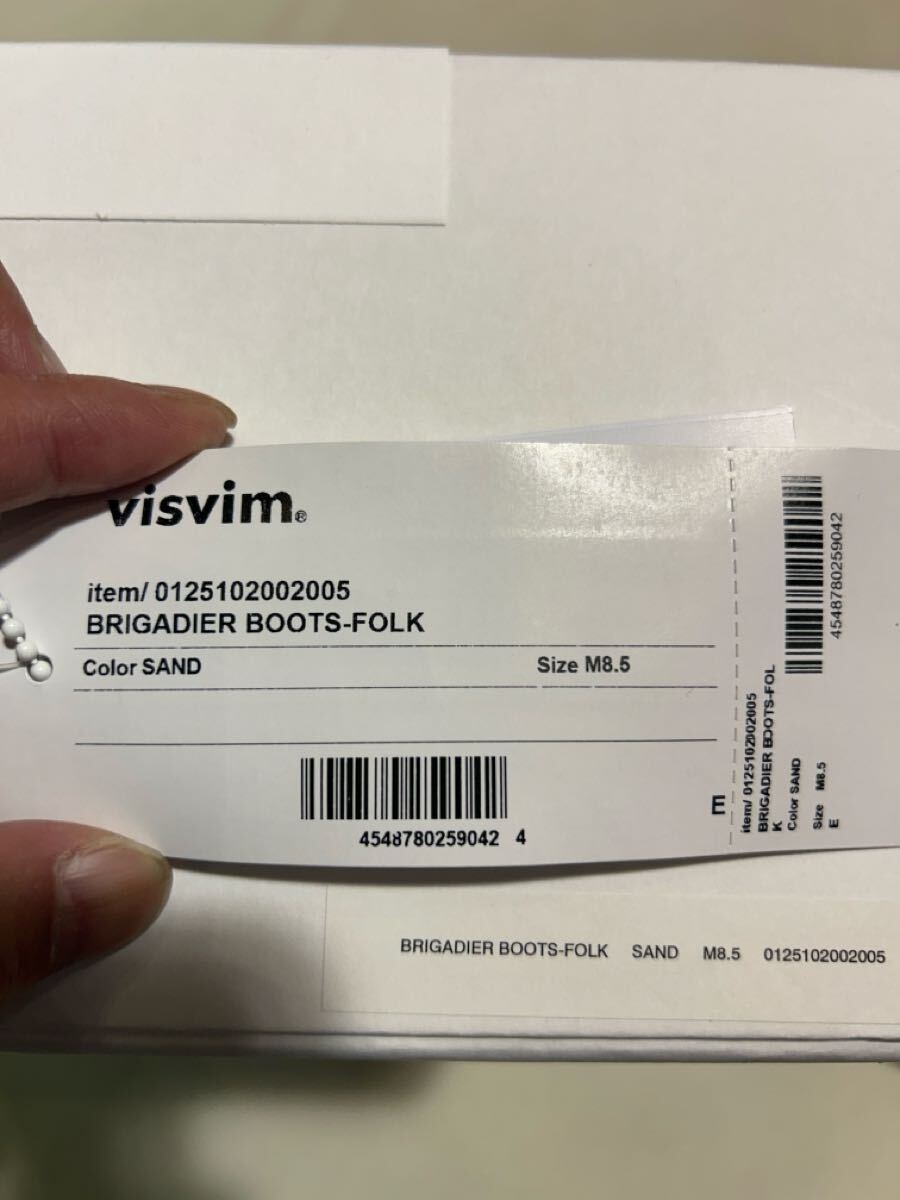 visvim®
item/ 0125102002005
BRIGADIER BOOTS-FOLK
Color SAND Size M8.5
4548780259042 4
E
4548780259042
item/ 0125102002005
BRIGADIER BOOTS-FOL
K
Color SAND
Size M8.5
E
BRIGADIER BOOTS-FOLK SAND M8.5 0125102002005